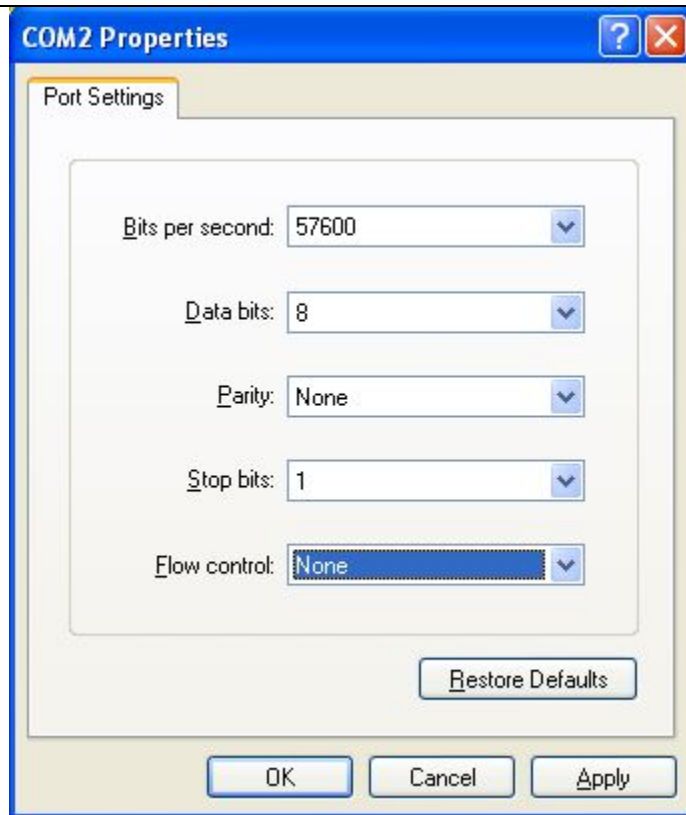 COM2 Properties
Port Settings
Bits per second: 57600
Data bits: 8
Parity: None
Stop bits: 1
Flow control: None
Restore Defaults
OK Cancel Apply